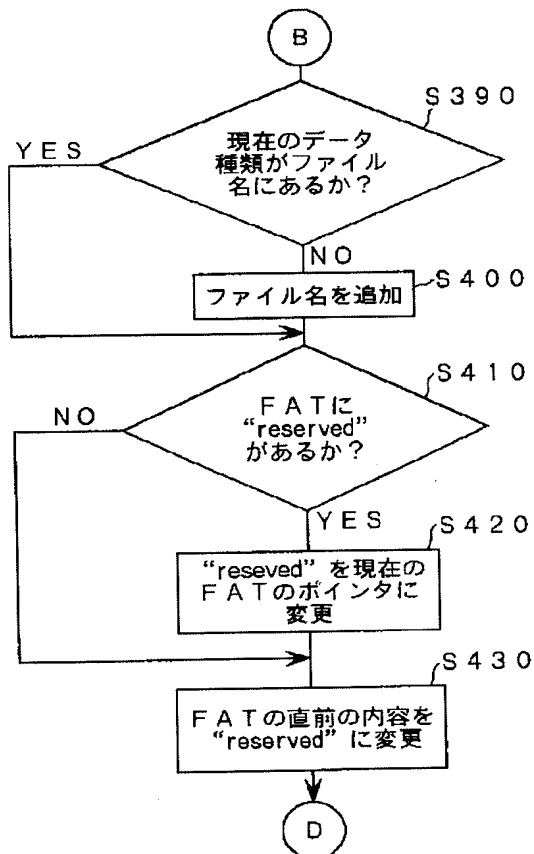 B
S390
現在のデータ
種類がファイル
名にあるか？
YES
NO
S400
ファイル名を追加
S410
FATに
“reserved”
があるか？
NO
YES
S420
“reseved” を現在の
FATのポインタに
変更
S430
FATの直前の内容を
“reserved” に変更
D